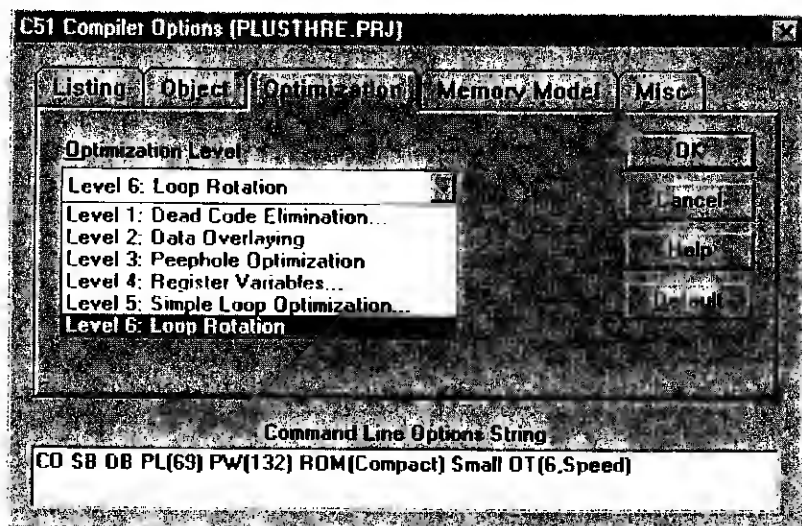 C51 Compiler Options (PLUSTHRE.PRJ)
Listing Object Optimization Memory Model Misc
Optimization Level
Level 6: Loop Rotation
Level 1: Dead Code Elimination...
Level 2: Data Overlaying
Level 3: Peephole Optimization
Level 4: Register Variables...
Level 5: Simple Loop Optimization...
Level 6: Loop Rotation
OK
Cancel
Help
Default
Command Line Options String
CO SB OB PL(69) PW(132) ROM(Compact) Small OT(6,Speed)